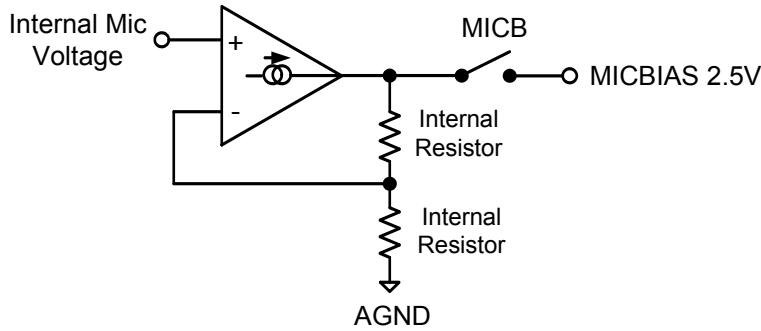 Internal Mic
Voltage
+
-
MICB
MICBIAS 2.5V
Internal
Resistor
Internal
Resistor
AGND